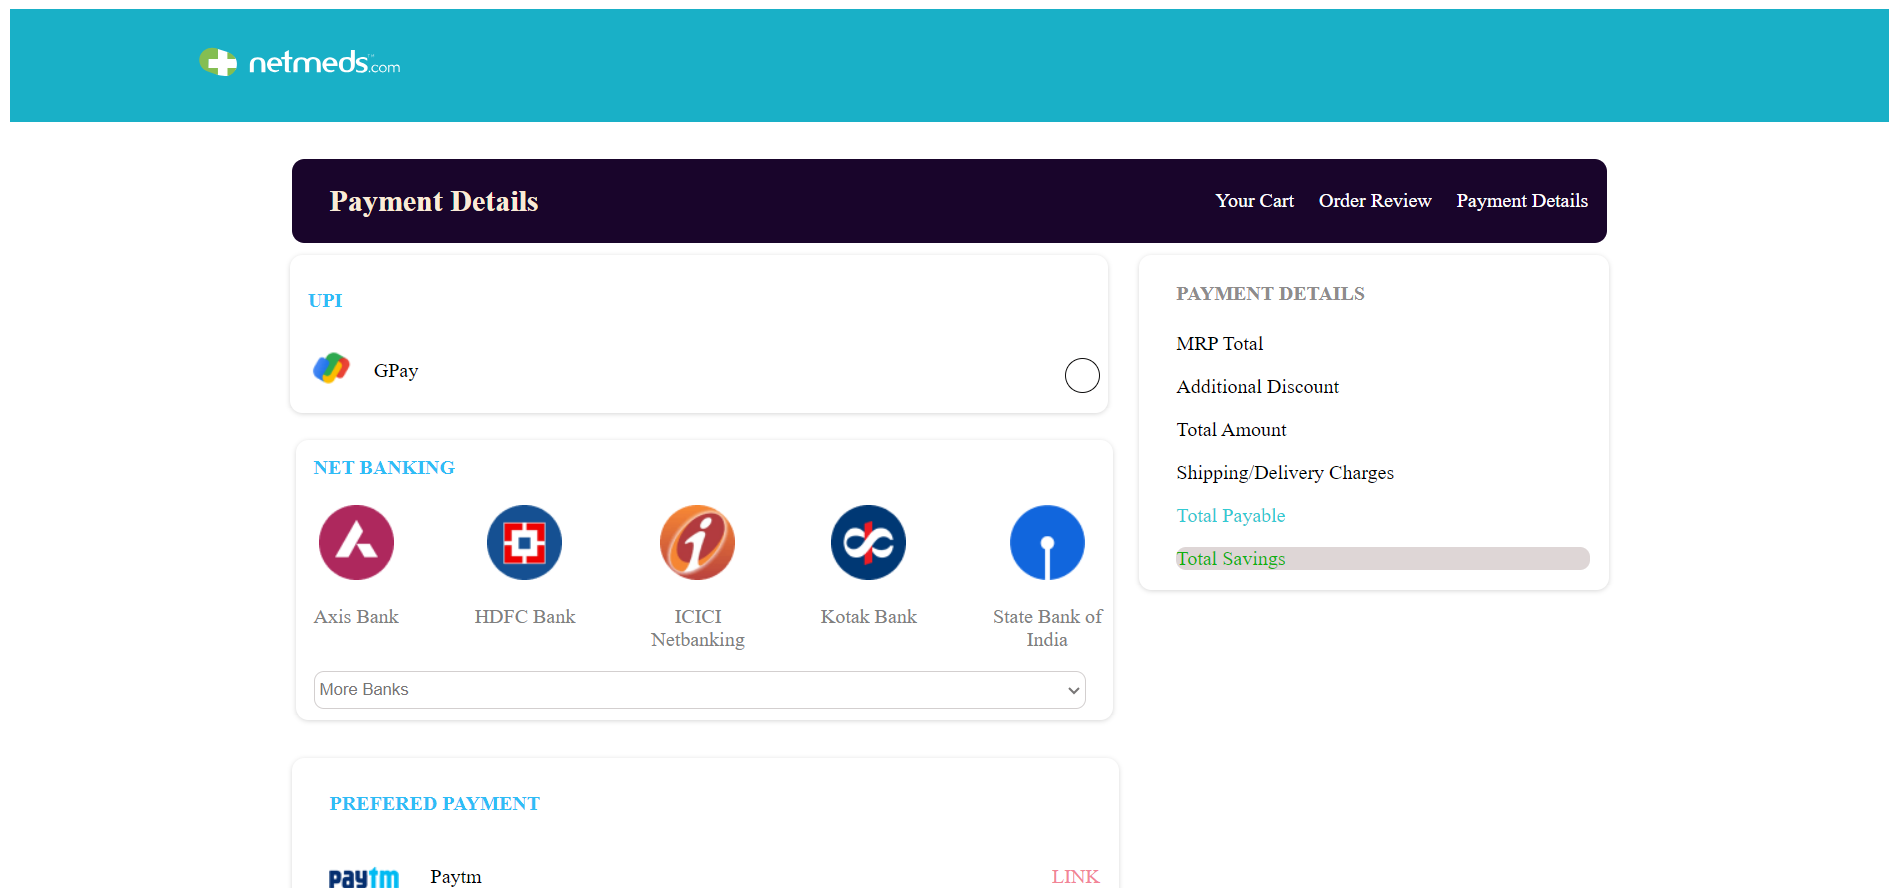 netmeds.com
Payment Details
Your Cart Order Review Payment Details
UPI
GPay
NET BANKING
Axis Bank
HDFC Bank
ICICI
Netbanking
Kotak Bank
State Bank of
India
More Banks
PREFERED PAYMENT
paytm Paytm LINK
PAYMENT DETAILS
MRP Total
Additional Discount
Total Amount
Shipping/Delivery Charges
Total Payable
Total Savings